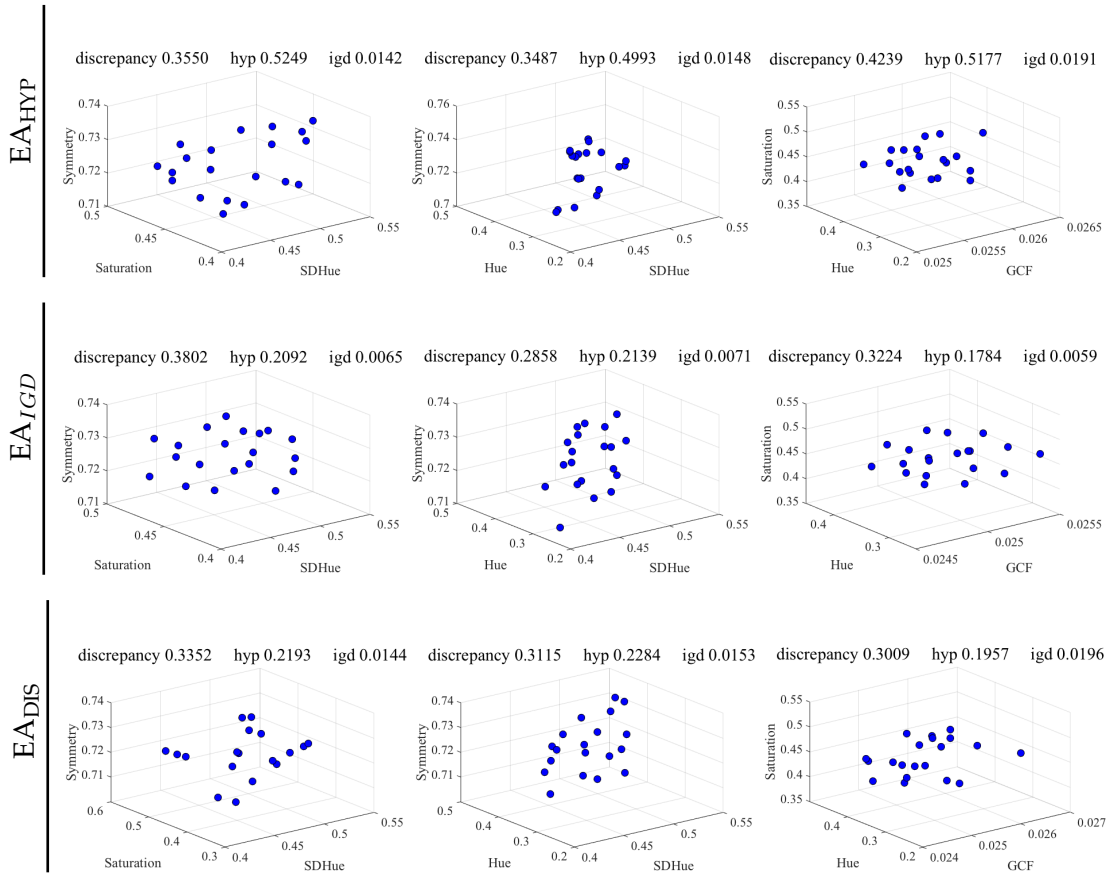 EA_HYP
discrepancy 0.3550 hyp 0.5249 igd 0.0142
0.74
0.73
0.72
0.71
Symmetry
0.5
0.45
0.4
Saturation
0.4
0.45
0.5
0.55
SDHue
discrepancy 0.3487 hyp 0.4993 igd 0.0148
0.76
0.74
0.72
0.7
Symmetry
0.5
0.4
0.3
0.2
Hue
0.4
0.45
0.5
0.55
SDHue
discrepancy 0.4239 hyp 0.5177 igd 0.0191
0.55
0.5
0.45
0.4
0.35
Saturation
0.4
0.3
0.2
Hue
0.025
0.0255
0.026
0.0265
GCF
EA_IGD
discrepancy 0.3802 hyp 0.2092 igd 0.0065
0.74
0.73
0.72
0.71
Symmetry
0.5
0.45
0.4
Saturation
0.4
0.45
0.5
0.55
SDHue
discrepancy 0.2858 hyp 0.2139 igd 0.0071
0.74
0.73
0.72
0.71
Symmetry
0.5
0.4
0.3
0.2
Hue
0.4
0.45
0.5
0.55
SDHue
discrepancy 0.3224 hyp 0.1784 igd 0.0059
0.55
0.5
0.45
0.4
0.35
Saturation
0.4
0.3
Hue
0.0245
0.025
0.0255
GCF
EA_DIS
discrepancy 0.3352 hyp 0.2193 igd 0.0144
0.74
0.73
0.72
0.71
Symmetry
0.6
0.5
0.4
0.3
Saturation
0.4
0.45
0.5
0.55
SDHue
discrepancy 0.3115 hyp 0.2284 igd 0.0153
0.74
0.73
0.72
0.71
Symmetry
0.5
0.4
0.3
0.2
Hue
0.4
0.45
0.5
0.55
SDHue
discrepancy 0.3009 hyp 0.1957 igd 0.0196
0.55
0.5
0.45
0.4
0.35
Saturation
0.4
0.3
0.2
Hue
0.024
0.025
0.026
0.027
GCF